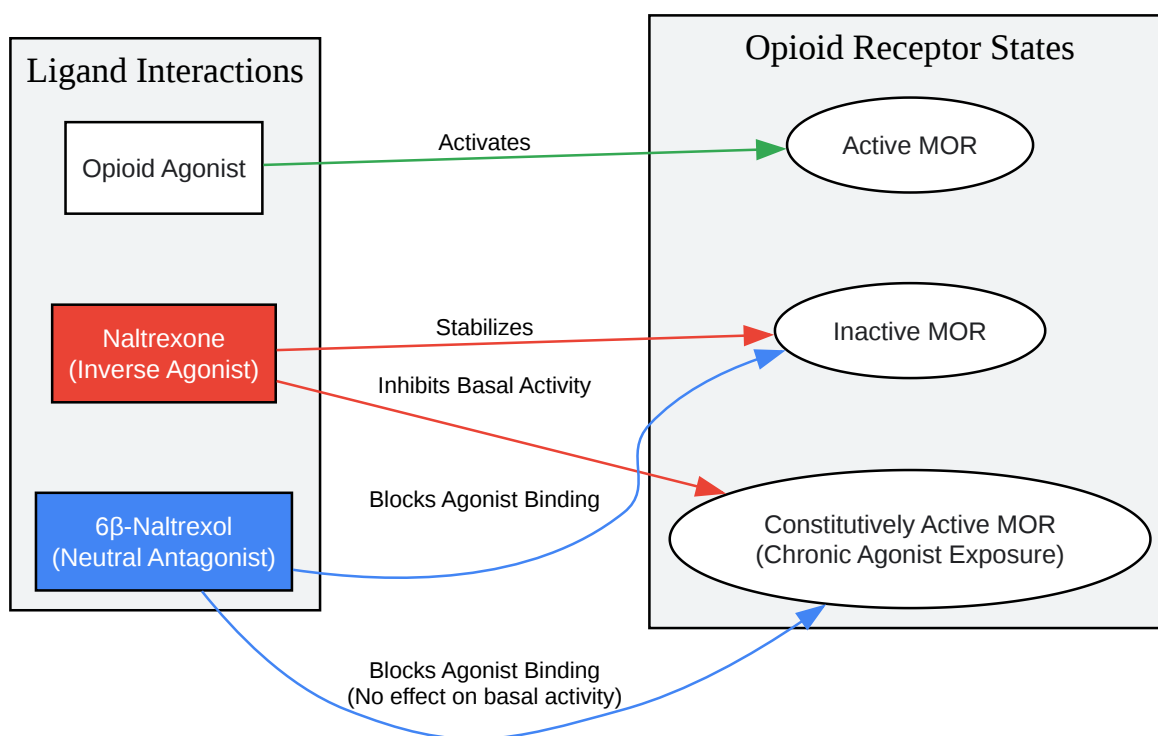 Ligand Interactions
Opioid Agonist
Naltrexone
(Inverse Agonist)
6β-Naltrexol
(Neutral Antagonist)
Activates
Stabilizes
Inhibits Basal Activity
Blocks Agonist Binding
Blocks Agonist Binding
(No effect on basal activity)
Opioid Receptor States
Active MOR
Inactive MOR
Constitutively Active MOR
(Chronic Agonist Exposure)